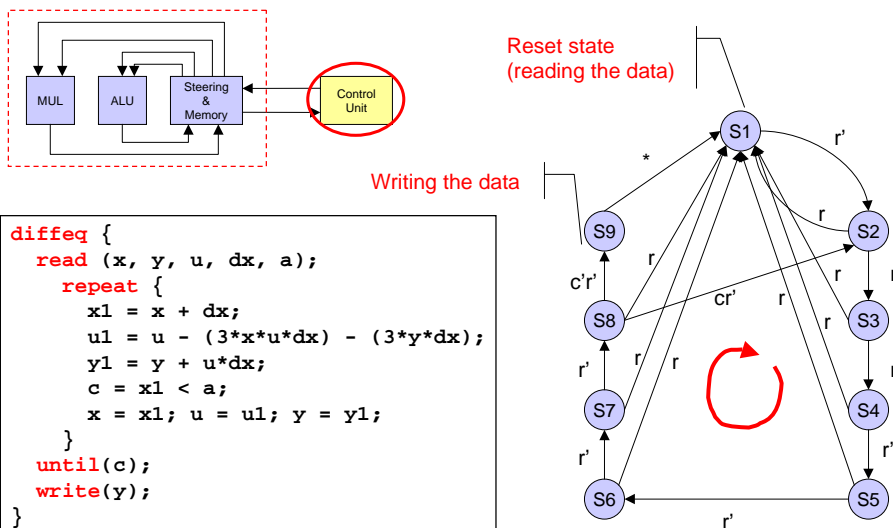 MUL
ALU
Steering
&
Memory
Control
Unit
Reset state
(reading the data)
Writing the data
diffeq {
read (x, y, u, dx, a);
repeat {
x1 = x + dx;
u1 = u - (3*x*u*dx) - (3*y*dx);
y1 = y + u*dx;
c = x1 < a;
x = x1; u = u1; y = y1;
}
until(c);
write(y);
}
S1
r'
*
S9
r
S2
c'r'
r
r
r
S8
cr'
r
S3
r'
r
r
S7
S4
r'
r'
S6
S5
r'